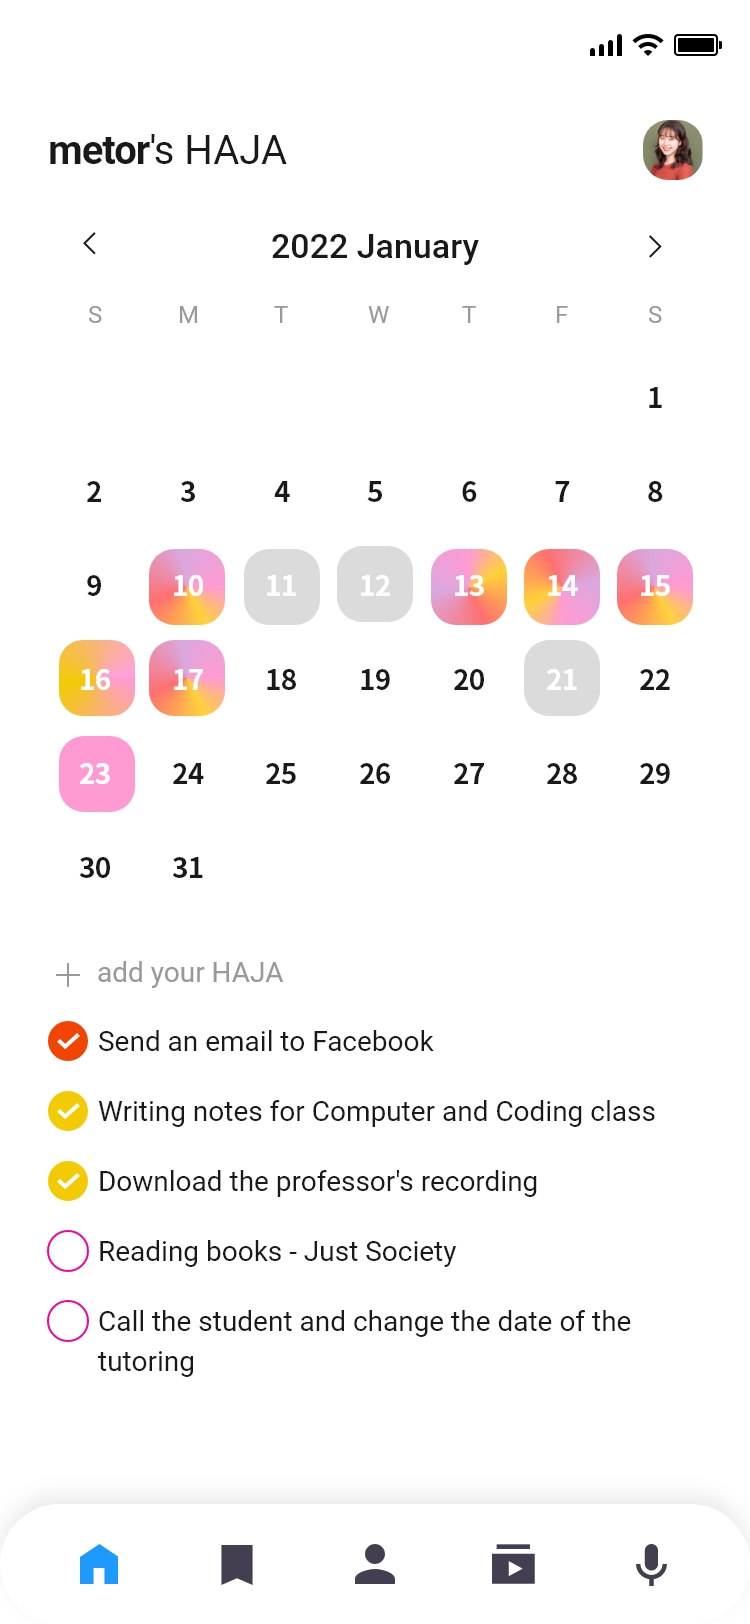 metor's HAJA
2022 January
S M T W T F S
1
2 3 4 5 6 7 8
9 10 11 12 13 14 15
16 17 18 19 20 21 22
23 24 25 26 27 28 29
30 31
add your HAJA
Send an email to Facebook
Writing notes for Computer and Coding class
Download the professor's recording
Reading books - Just Society
Call the student and change the date of the
tutoring